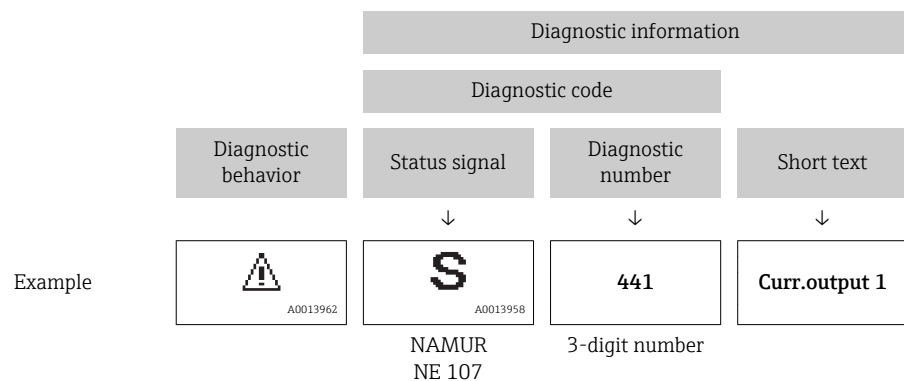 Diagnostic information
Diagnostic code
Diagnostic
behavior
Status signal
Diagnostic
number
Short text
↓ ↓ ↓
Example
S
441
Curr.output 1
A0013962
A0013958
NAMUR
NE 107
3-digit number